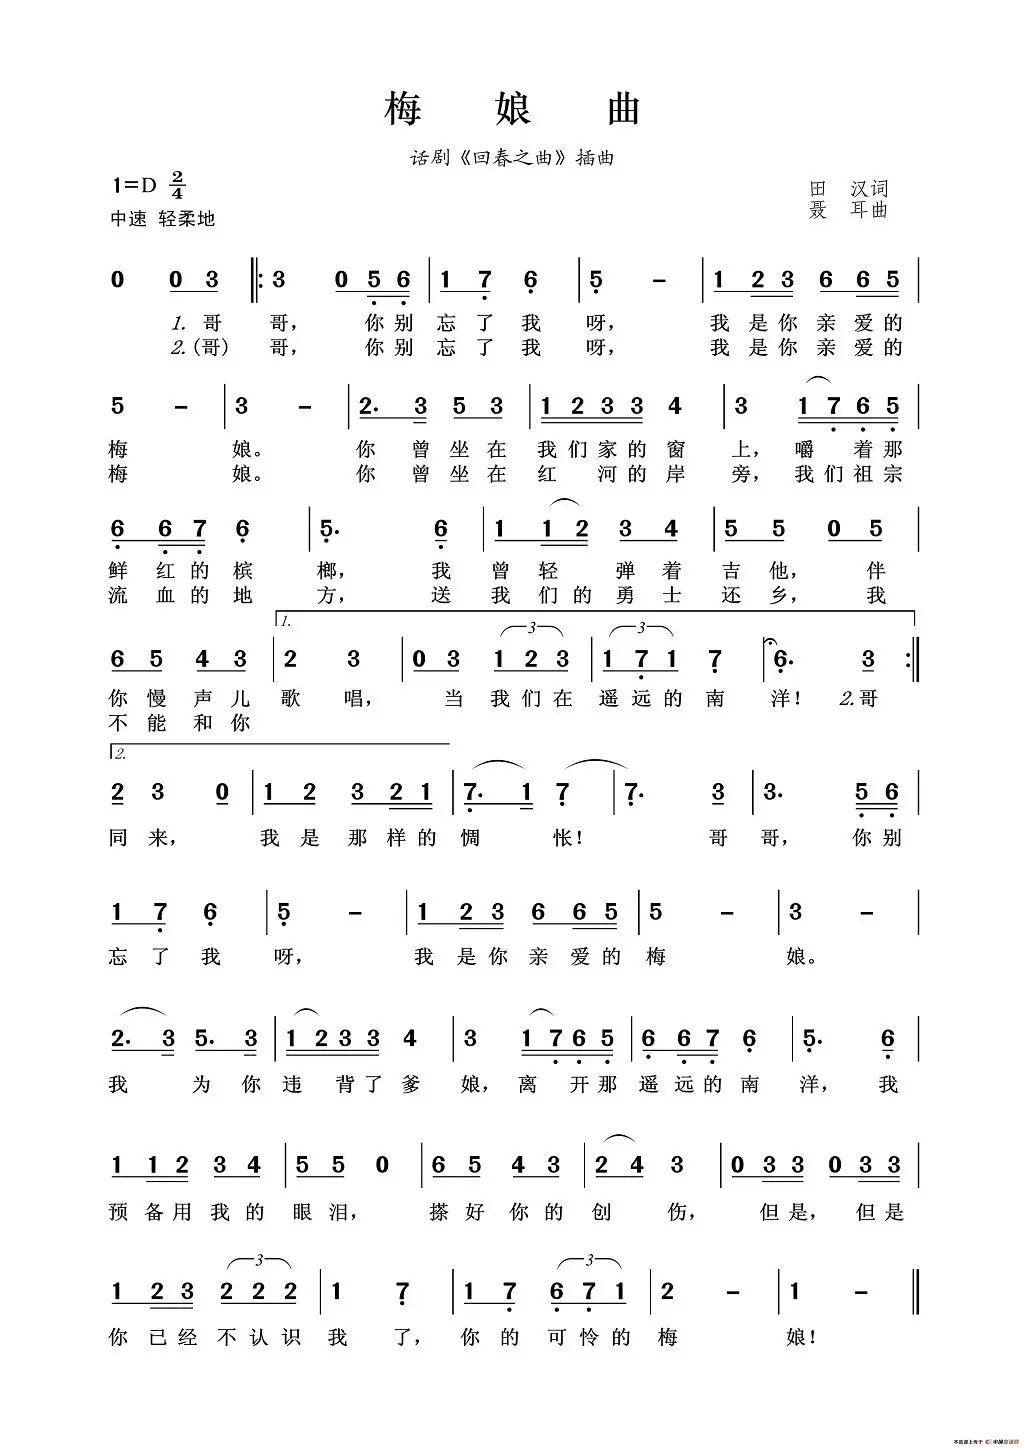 梅 娘 曲
话剧《回春之曲》插曲
1=D 2/4
田 汉词
中速 轻柔地
聂 耳曲
0 0 3 3 0 5 6 1 7 6 5 - 1 2 3 6 6 5
1.哥 哥， 你别 忘了我 呀， 我是你亲爱的
2.(哥) 哥， 你别 忘了我 呀， 我是你亲爱的
5 - 3 - 2. 3 5 3 1 2 3 3 4 3 1 7 6 5
梅 娘。 你 曾坐在 我们家的窗 上，嚼 着那
梅 娘。 你 曾坐在 红 河的岸 旁，我们祖宗
6 6 7 6 5. 6 1 1 2 3 4 5 5 0 5
鲜红的槟 榔， 我 曾轻 弹着 吉他， 伴
流血的地 方， 送 我们的勇士 还乡， 我
1.
6 5 4 3 2 3 0 3 1 2 3 1 7 1 7 6. 3
你慢声儿 歌 唱， 当 我们在 遥远的南 洋！ 2.哥
不能和你
2.
2 3 0 1 2 3 2 1 7. 1 7 7. 3 3. 5 6
同来， 我是那样的惆 怅！ 哥 哥， 你别
1 7 6 5 - 1 2 3 6 6 5 5 - 3 -
忘了我 呀， 我是你亲爱的 梅 娘。
2. 3 5. 3 1 2 3 3 4 3 1 7 6 5 6 6 7 6 5. 6
我 为你 违背了爹 娘，离开那 遥远的南 洋， 我
1 1 2 3 4 5 5 0 6 5 4 3 2 4 3 0 3 3 0 3 3
预备用我的 眼泪， 搽好你的 创 伤， 但是， 但是
1 2 3 2 2 2 1 7 1 7 6 7 1 2 - 1 -
你已经不认识 我 了，你的可怜的 梅 娘！